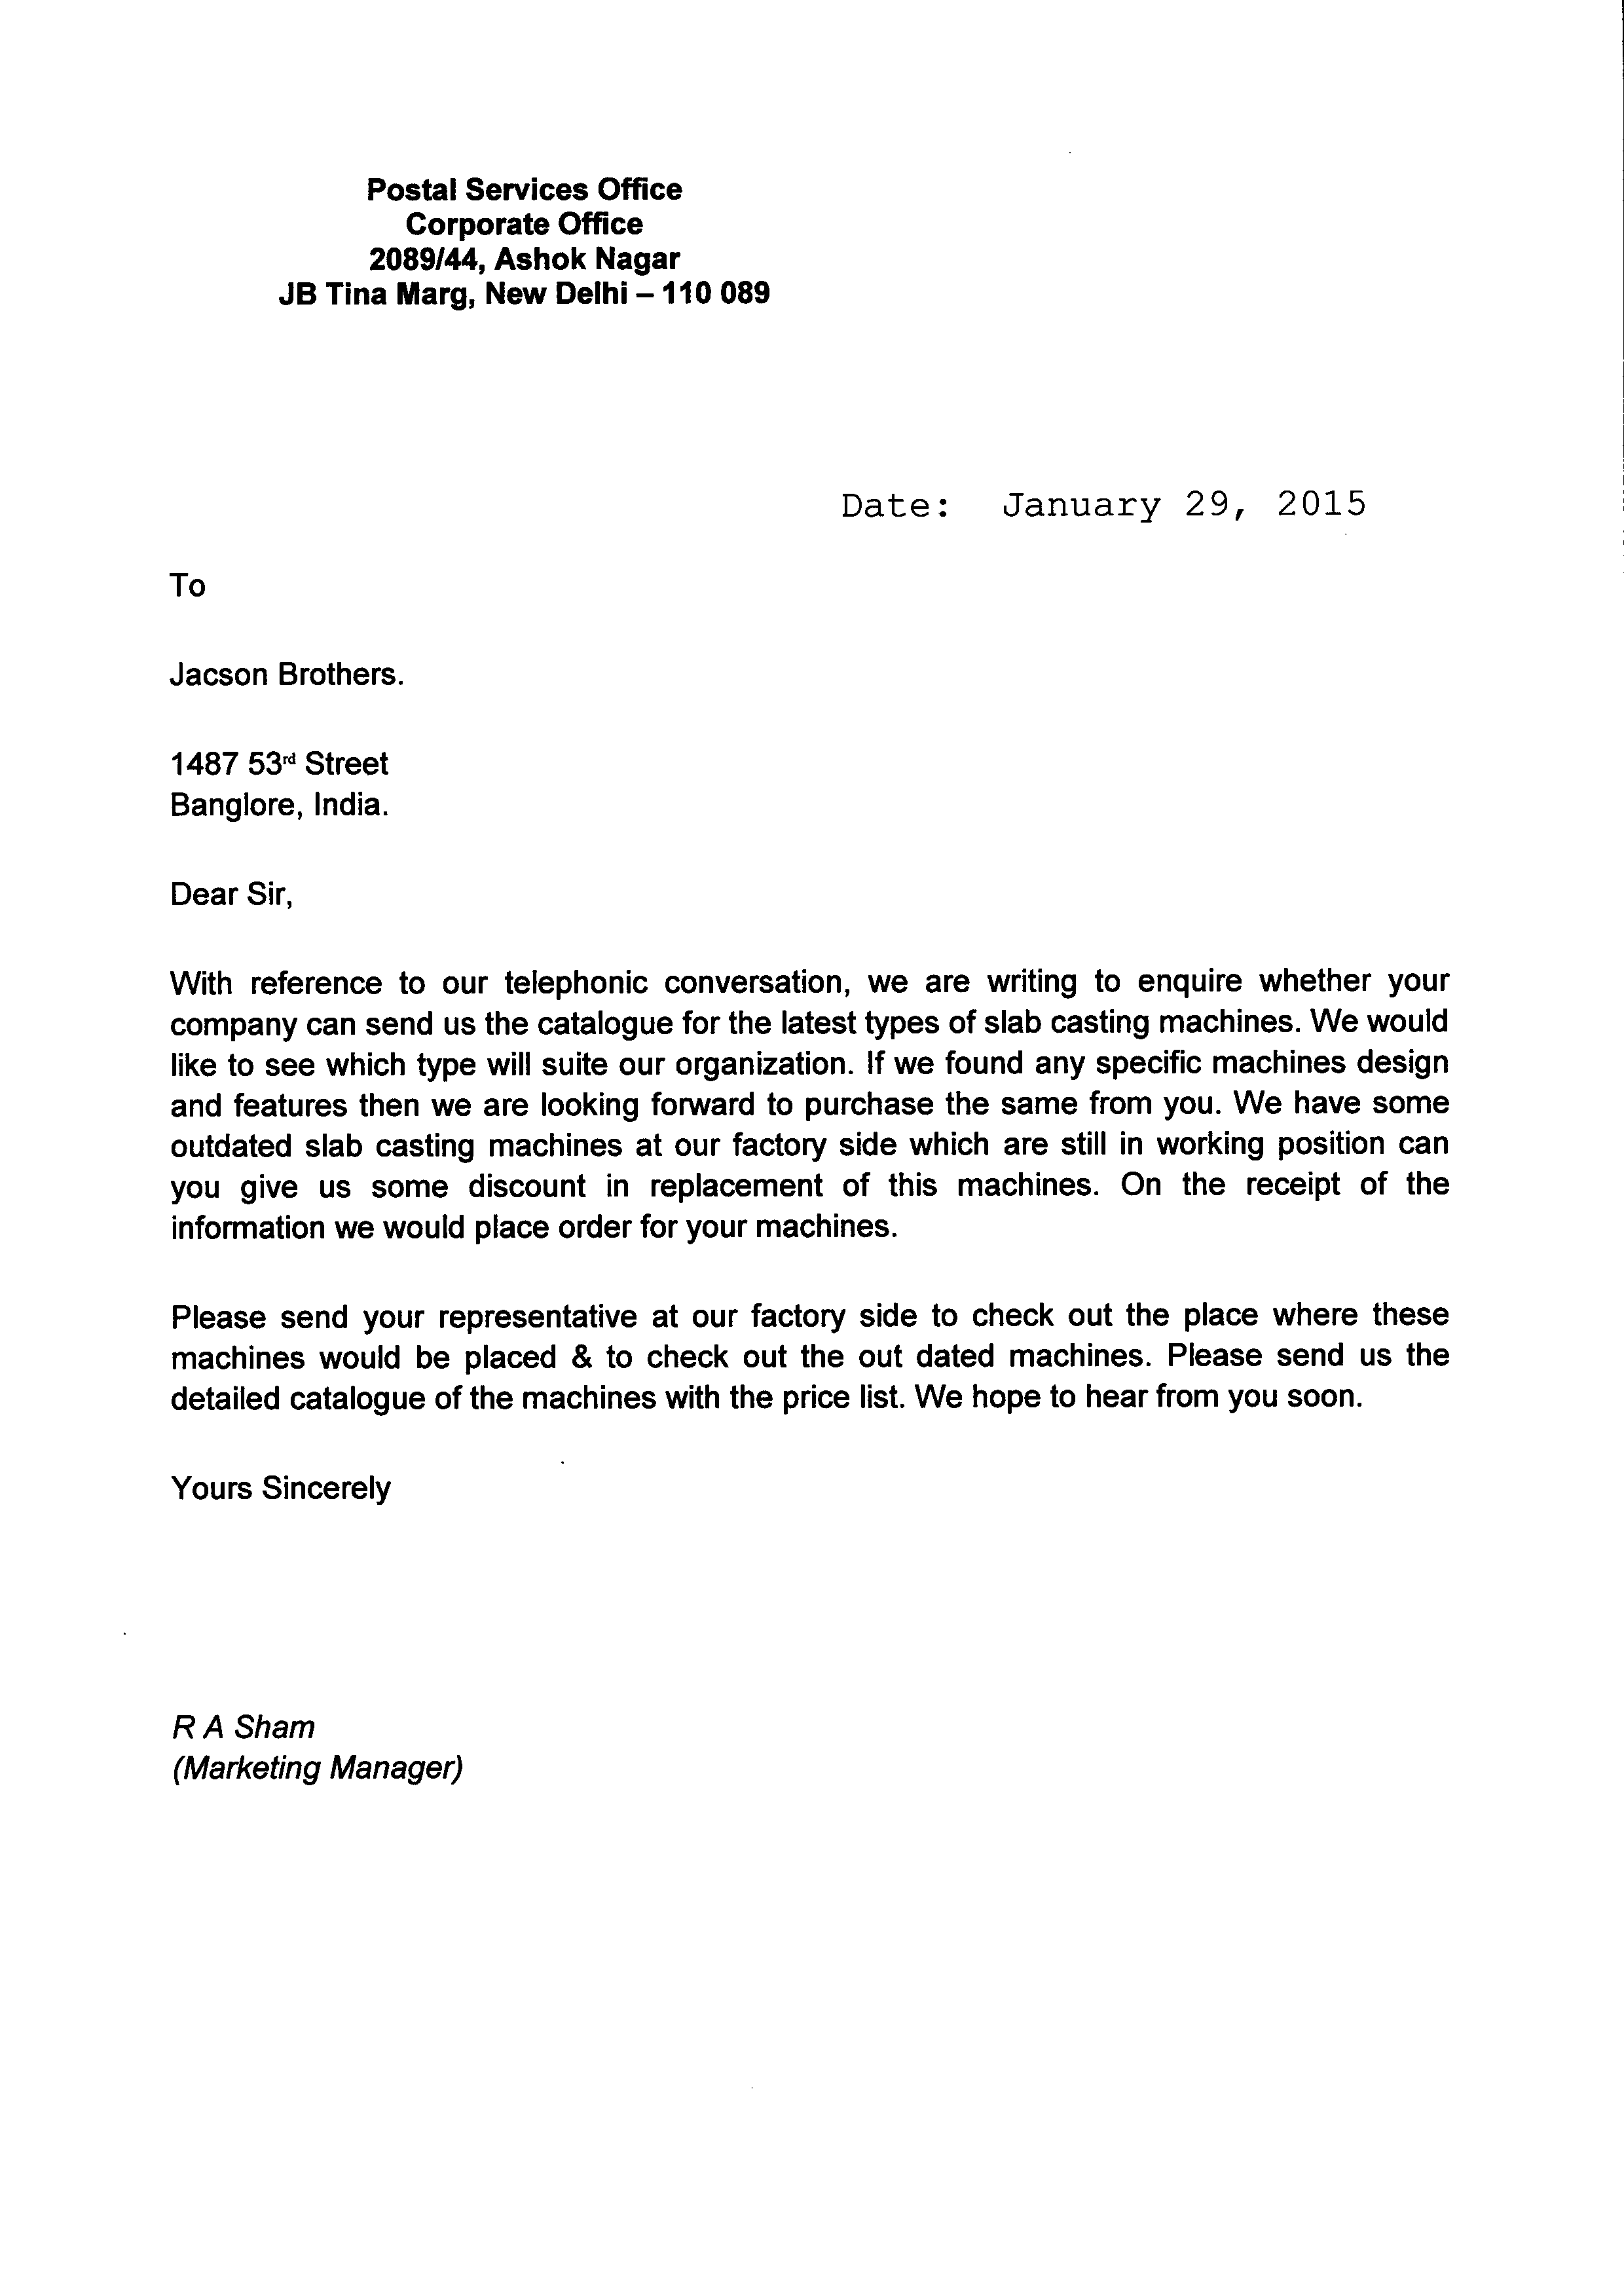 Postal Services Office
Corporate Office
2089/44, Ashok Nagar
JB Tina Marg, New Delhi – 110 089
Date: January 29, 2015
To
Jacson Brothers.
1487 53rd Street
Banglore, India.
Dear Sir,
With reference to our telephonic conversation, we are writing to enquire whether your
company can send us the catalogue for the latest types of slab casting machines. We would
like to see which type will suite our organization. If we found any specific machines design
and features then we are looking forward to purchase the same from you. We have some
outdated slab casting machines at our factory side which are still in working position can
you give us some discount in replacement of this machines. On the receipt of the
information we would place order for your machines.
Please send your representative at our factory side to check out the place where these
machines would be placed & to check out the out dated machines. Please send us the
detailed catalogue of the machines with the price list. We hope to hear from you soon.
Yours Sincerely
R A Sham
(Marketing Manager)